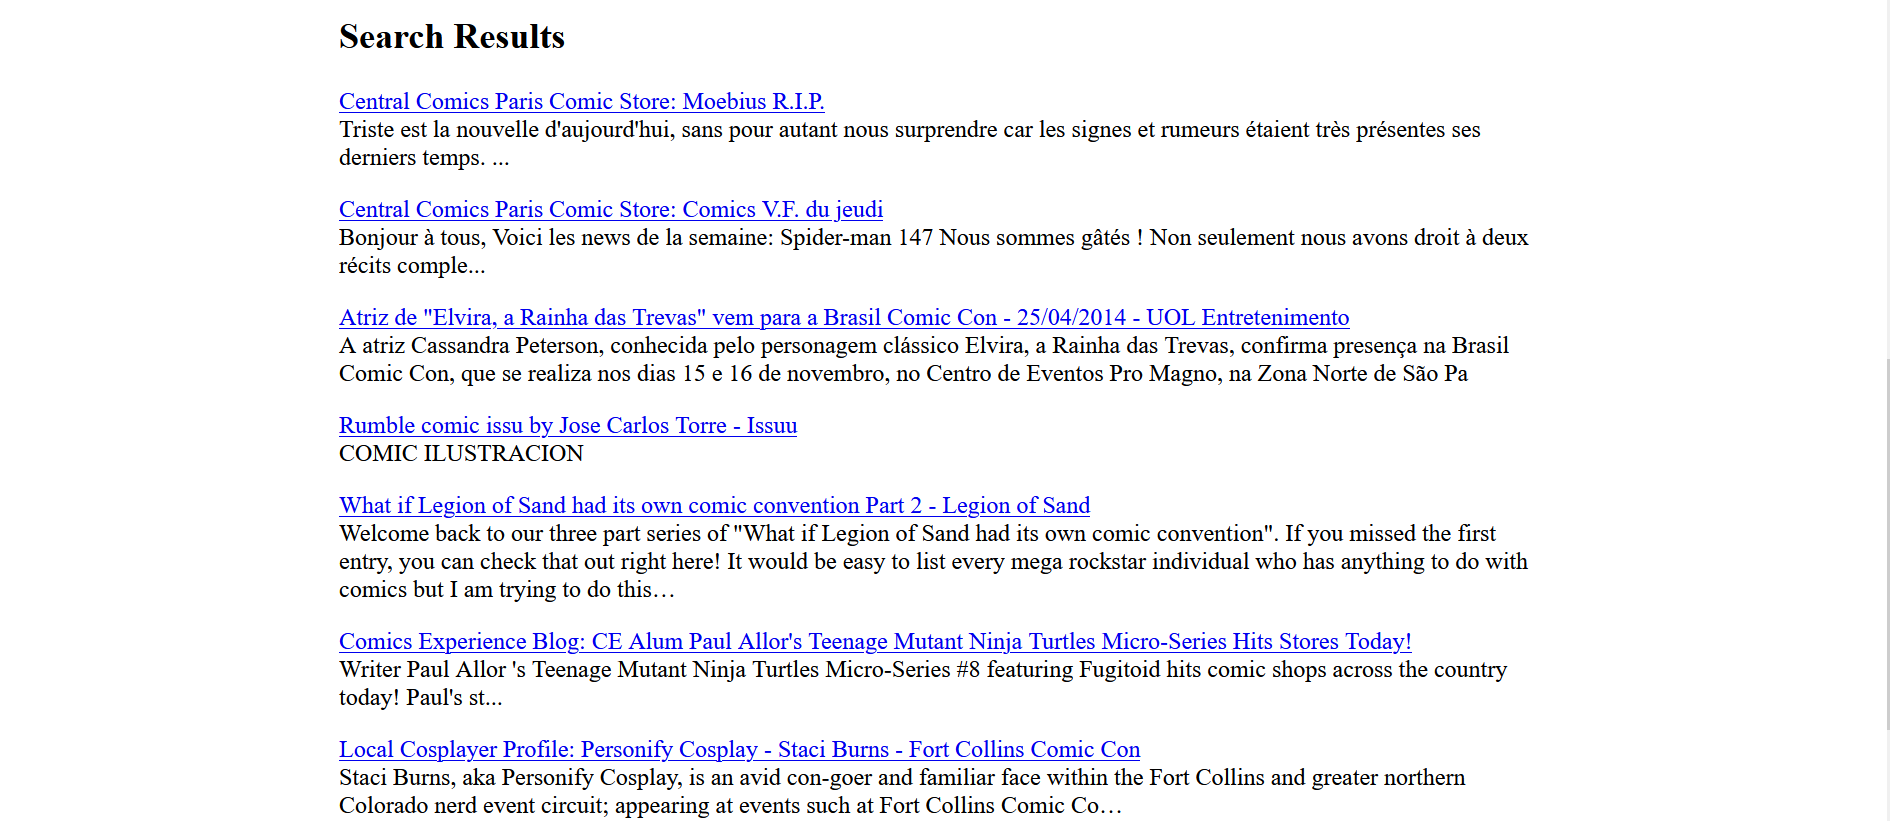 Search Results
Central Comics Paris Comic Store: Moebius R.I.P.
Triste est la nouvelle d'aujourd'hui, sans pour autant nous surprendre car les signes et rumeurs étaient très présentes ses
derniers temps. ...
Central Comics Paris Comic Store: Comics V.F. du jeudi
Bonjour à tous, Voici les news de la semaine: Spider-man 147 Nous sommes gâtés ! Non seulement nous avons droit à deux
récits comple...
Atriz de "Elvira, a Rainha das Trevas" vem para a Brasil Comic Con - 25/04/2014 - UOL Entretenimento
A atriz Cassandra Peterson, conhecida pelo personagem clássico Elvira, a Rainha das Trevas, confirma presença na Brasil
Comic Con, que se realiza nos dias 15 e 16 de novembro, no Centro de Eventos Pro Magno, na Zona Norte de São Pa
Rumble comic issu by Jose Carlos Torre - Issuu
COMIC ILUSTRACION
What if Legion of Sand had its own comic convention Part 2 - Legion of Sand
Welcome back to our three part series of "What if Legion of Sand had its own comic convention". If you missed the first
entry, you can check that out right here! It would be easy to list every mega rockstar individual who has anything to do with
comics but I am trying to do this…
Comics Experience Blog: CE Alum Paul Allor's Teenage Mutant Ninja Turtles Micro-Series Hits Stores Today!
Writer Paul Allor 's Teenage Mutant Ninja Turtles Micro-Series #8 featuring Fugitoid hits comic shops across the country
today! Paul's st...
Local Cosplayer Profile: Personify Cosplay - Staci Burns - Fort Collins Comic Con
Staci Burns, aka Personify Cosplay, is an avid con-goer and familiar face within the Fort Collins and greater northern
Colorado nerd event circuit; appearing at events such at Fort Collins Comic Co…